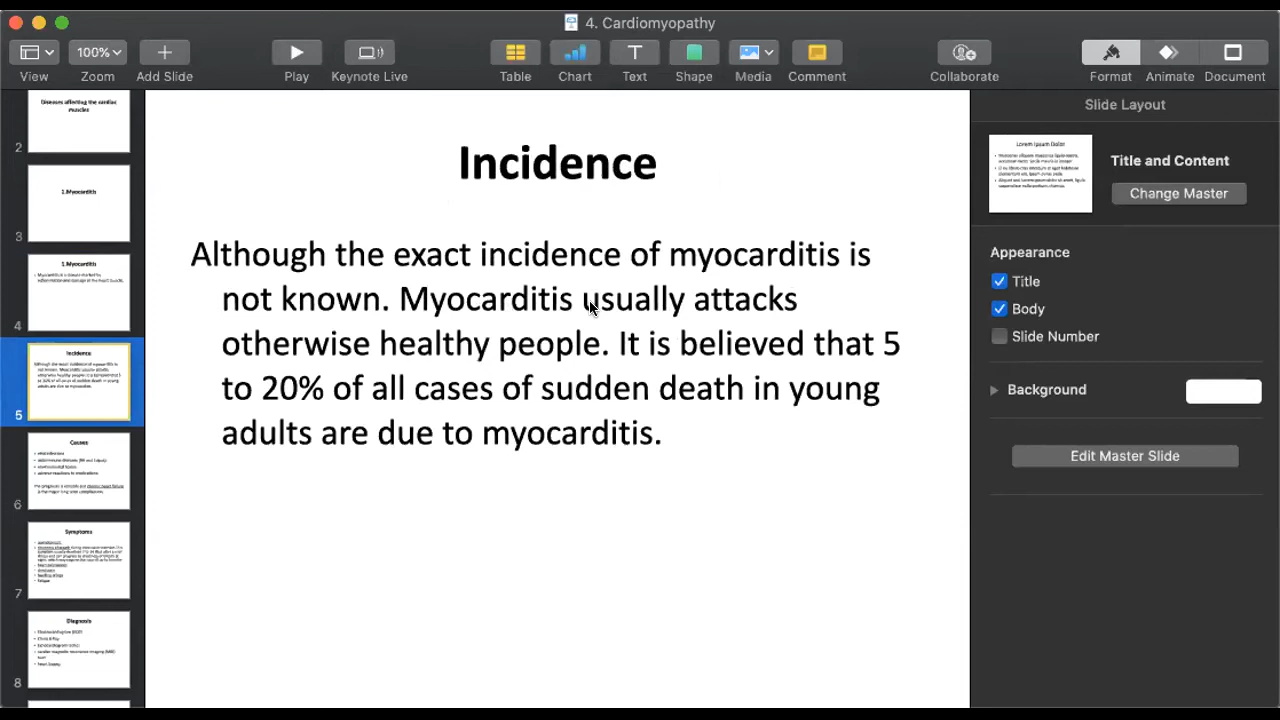 4. Cardiomyopathy
100%
View
Zoom
Add Slide
Play
Keynote Live
Table
Chart
Text
Shape
Media
Comment
Collaborate
Format
Animate
Document
Diseases affecting the cardiac
muscles
2
1.Myocarditis
3
1.Myocarditis
4
Incidence
5
Causes
6
Symptoms
7
Diagnosis
8
Incidence
Although the exact incidence of myocarditis is
not known. Myocarditis usually attacks
otherwise healthy people. It is believed that 5
to 20% of all cases of sudden death in young
adults are due to myocarditis.
Slide Layout
Lorem Ipsum Dolor
Title and Content
Change Master
Appearance
Title
Body
Slide Number
Background
Edit Master Slide